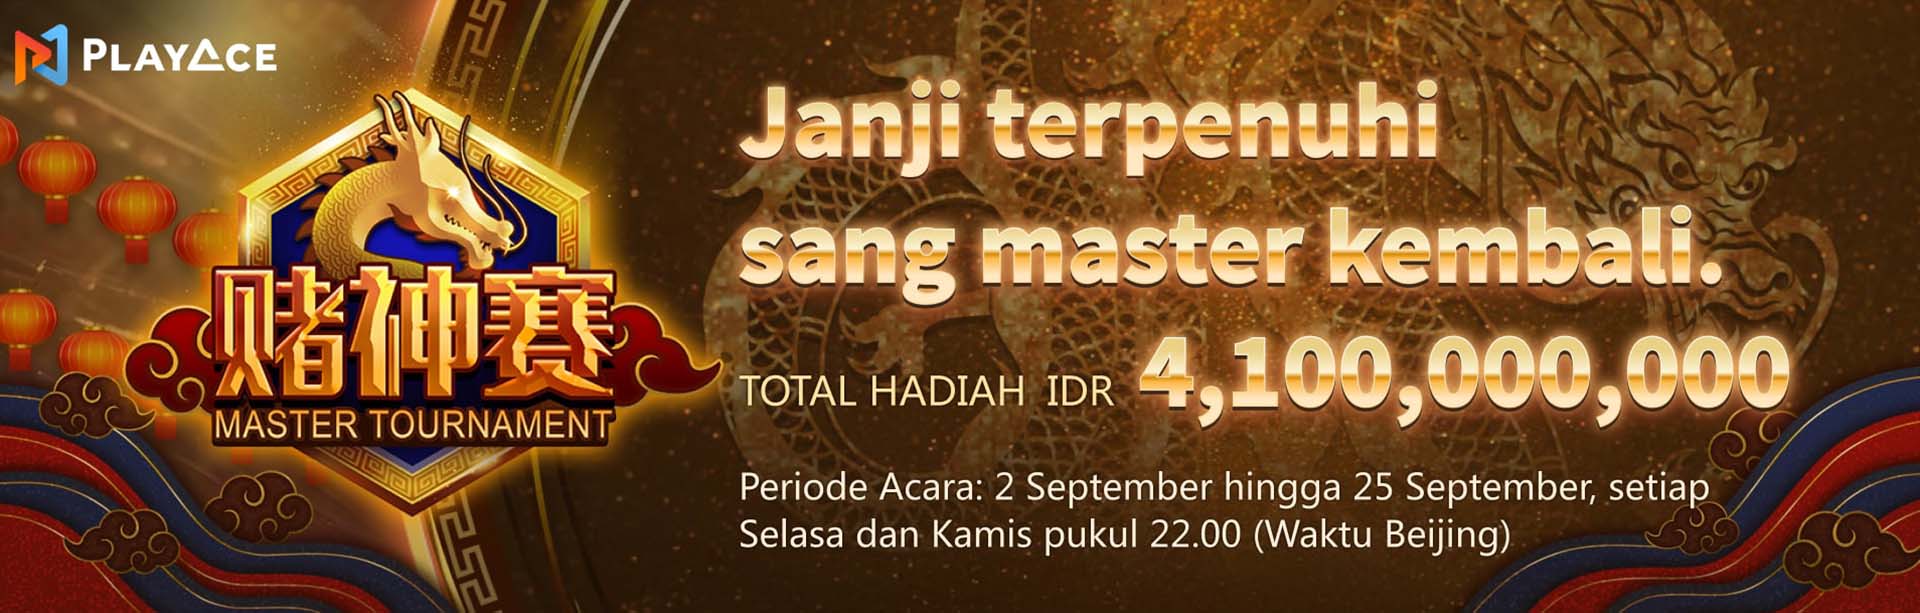 PLAYACE
赌神赛
MASTER TOURNAMENT
Janji terpenuhi
sang master kembali.
TOTAL HADIAH IDR 4,100,000,000
Periode Acara: 2 September hingga 25 September, setiap
Selasa dan Kamis pukul 22.00 (Waktu Beijing)